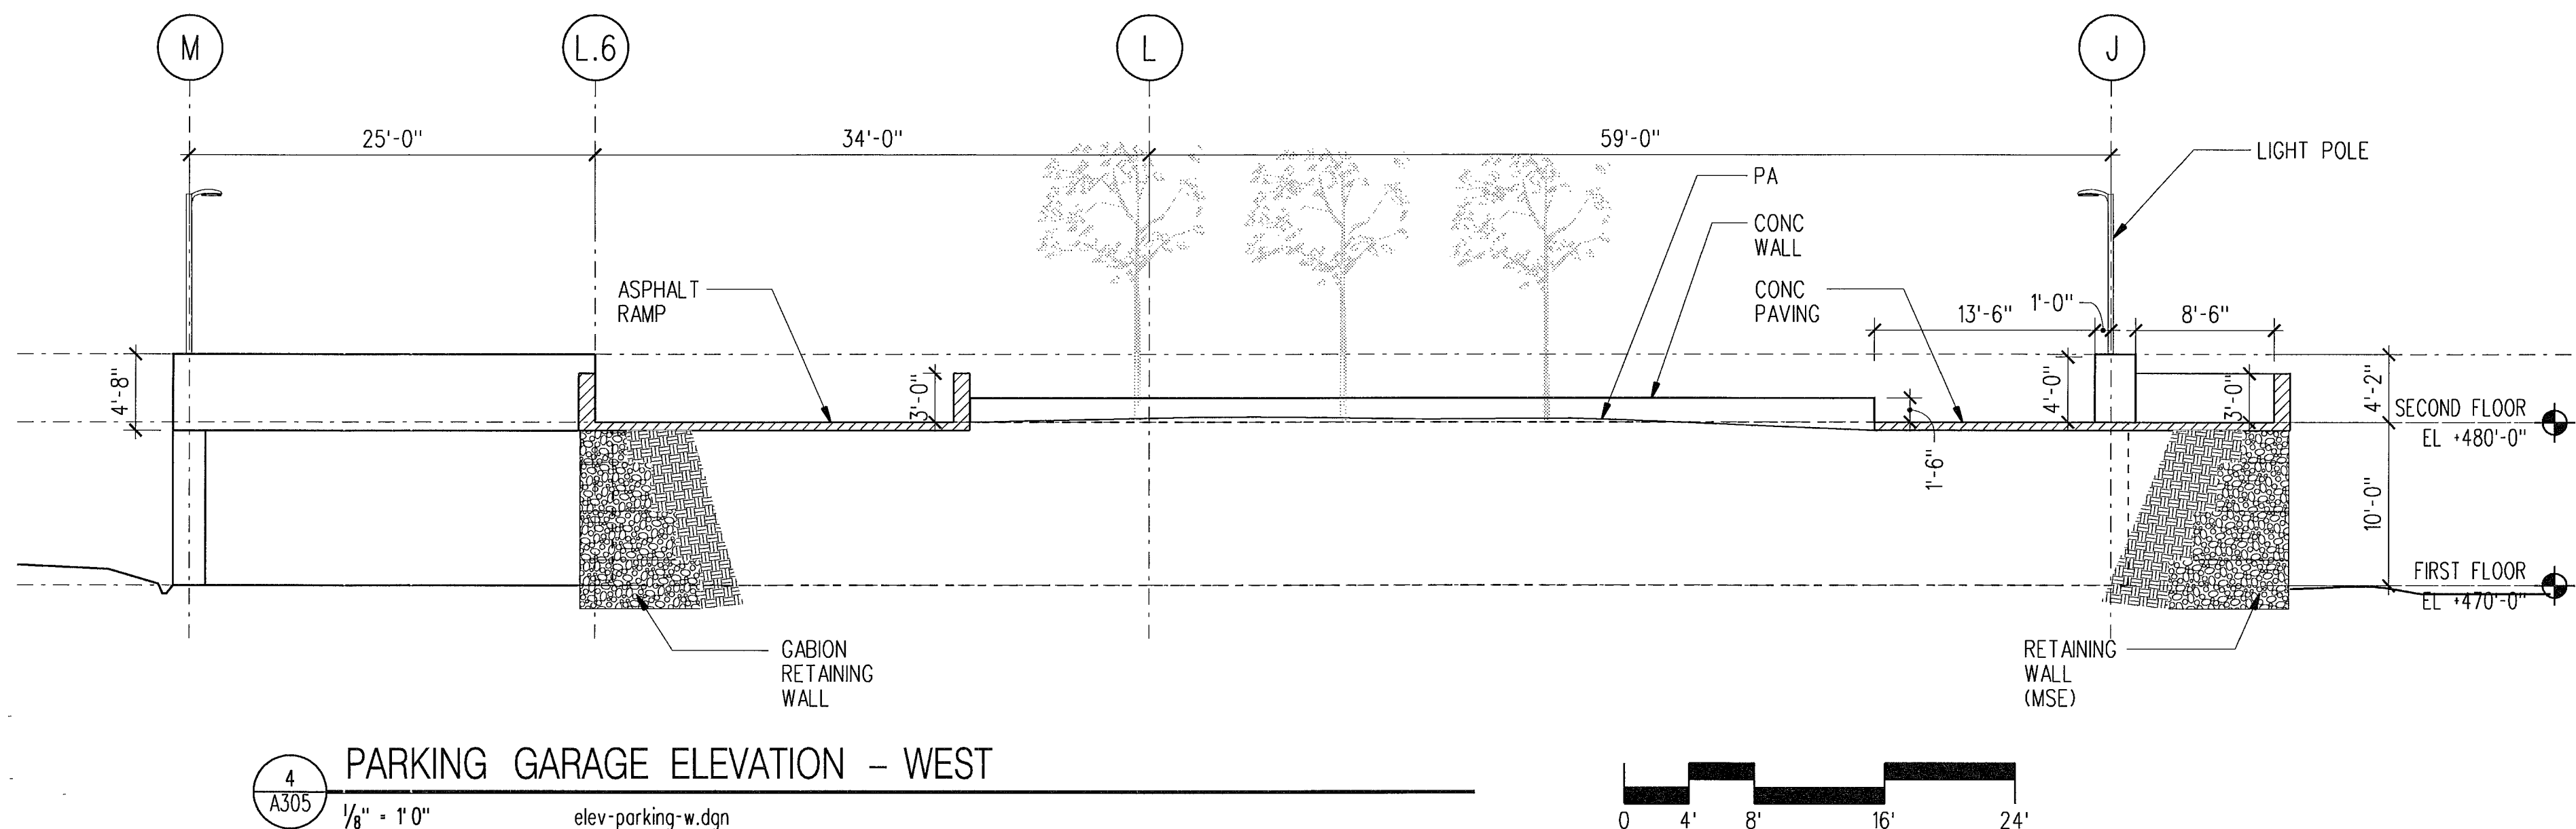 M
L.6
L
J
25'-0"
34'-0"
59'-0"
LIGHT POLE
PA
CONC
WALL
ASPHALT
RAMP
CONC
PAVING
13'-6"
1'-0"
8'-6"
4'-8"
3'-0"
4'-0"
3'-0"
4'-2"
SECOND FLOOR
EL +480'-0"
1'-6"
10'-0"
FIRST FLOOR
EL +470'-0"
GABION
RETAINING
WALL
RETAINING
WALL
(MSE)
4
A305
PARKING GARAGE ELEVATION - WEST
1/8" = 1'0"
elev-parking-w.dgn
0 4' 8' 16' 24'